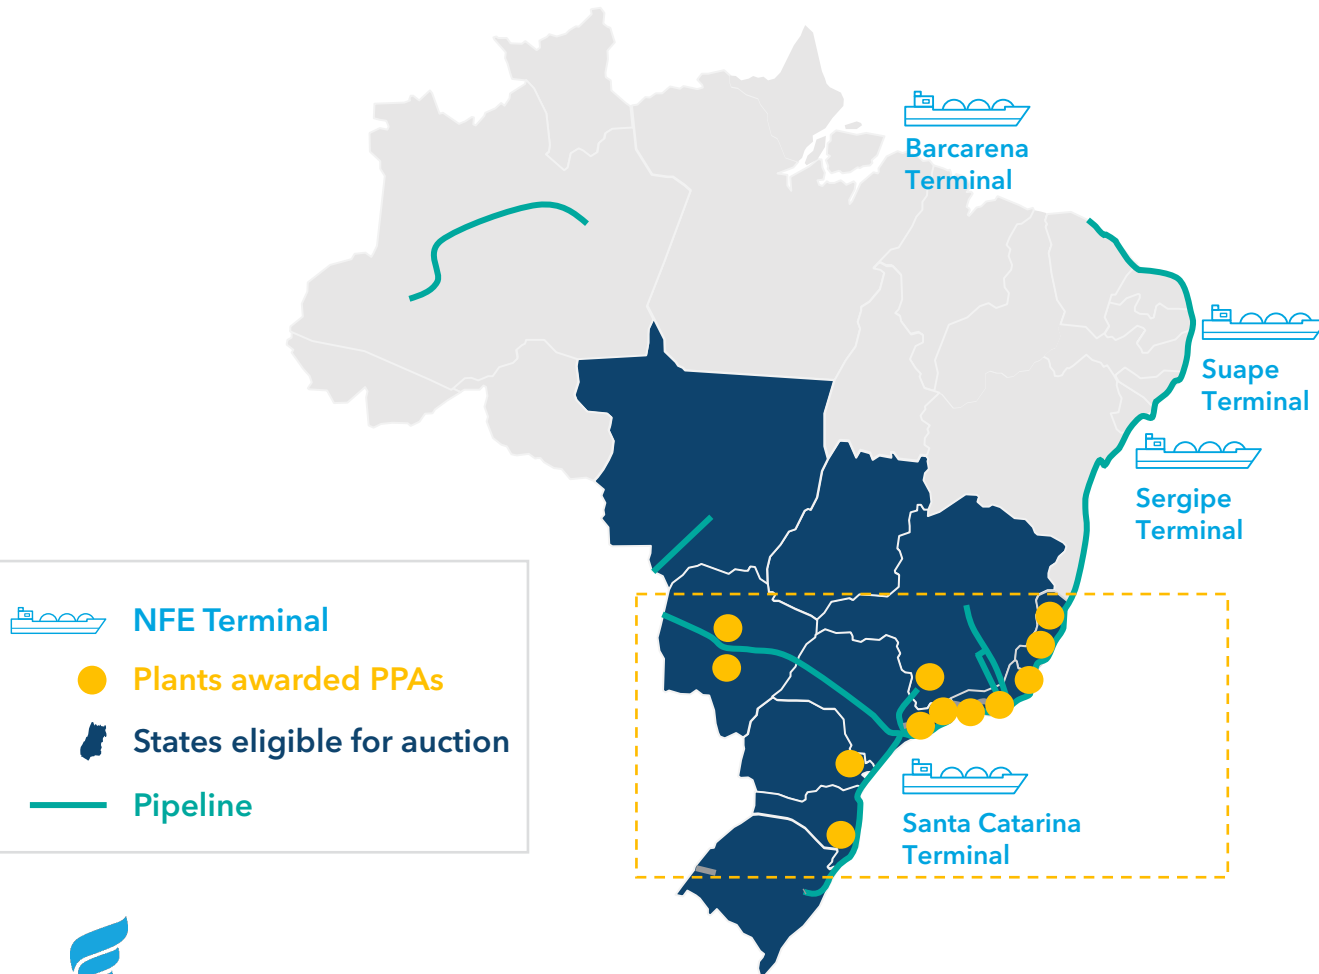 Barcarena
Terminal
Suape
Terminal
Sergipe
Terminal
NFE Terminal
Plants awarded PPAs
States eligible for auction
Pipeline
Santa Catarina
Terminal